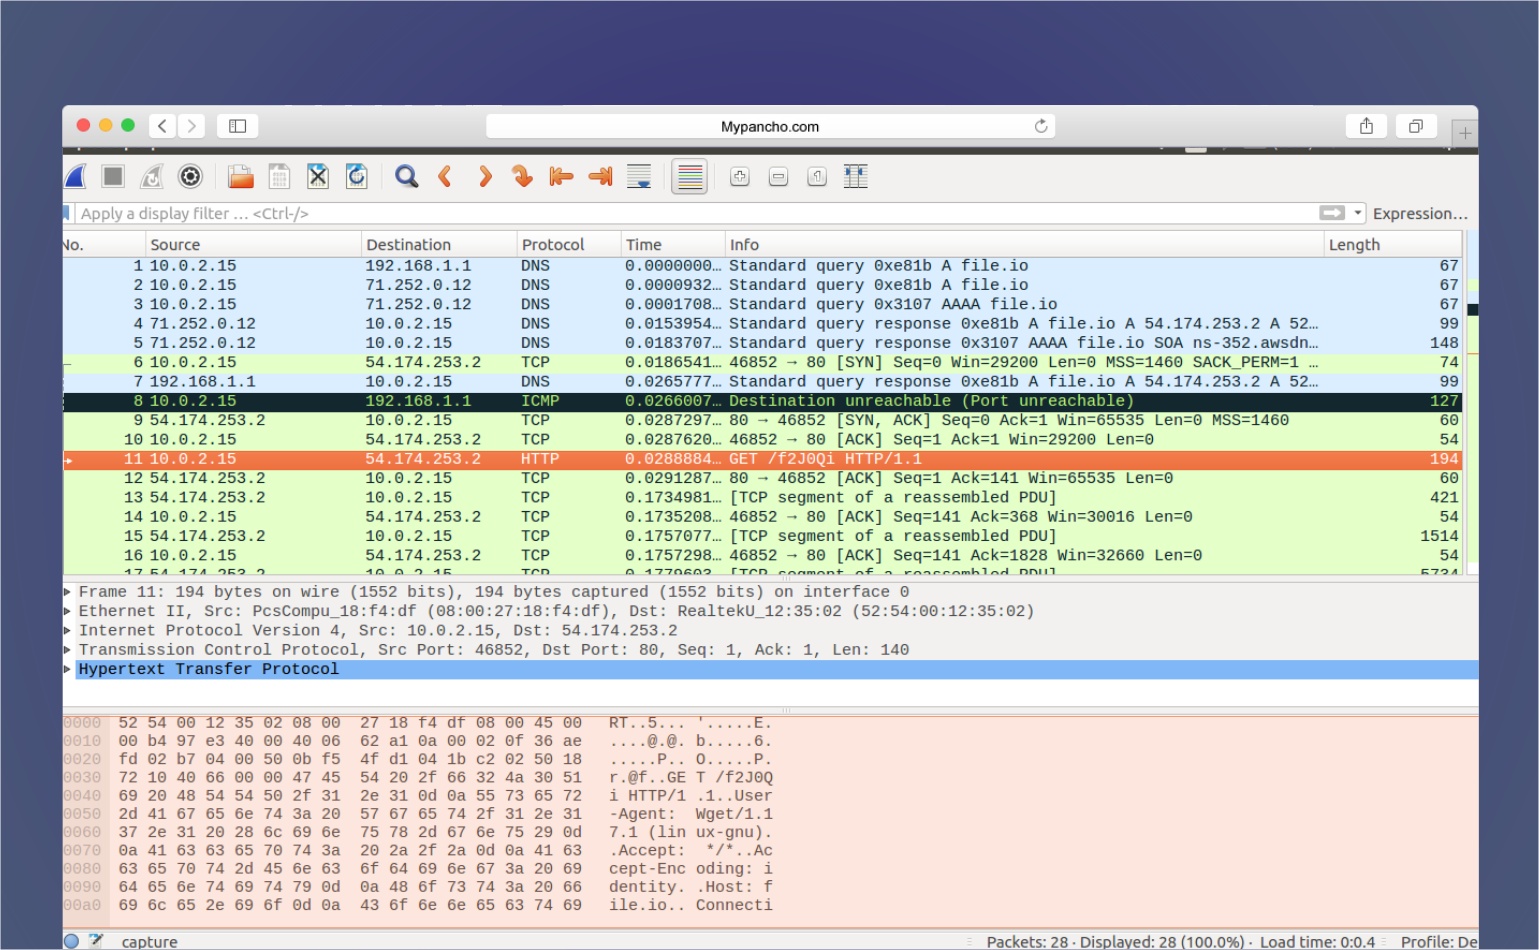 Mypancho.com
Apply a display filter … <Ctrl-/> Expression…
No. Source Destination Protocol Time Info Length
1 10.0.2.15 192.168.1.1 DNS 0.0000000… Standard query 0xe81b A file.io 67
2 10.0.2.15 71.252.0.12 DNS 0.0000932… Standard query 0xe81b A file.io 67
3 10.0.2.15 71.252.0.12 DNS 0.0001708… Standard query 0x3107 AAAA file.io 67
4 71.252.0.12 10.0.2.15 DNS 0.0153954… Standard query response 0xe81b A file.io A 54.174.253.2 A 52… 99
5 71.252.0.12 10.0.2.15 DNS 0.0183707… Standard query response 0x3107 AAAA file.io SOA ns-352.awsdn… 148
6 10.0.2.15 54.174.253.2 TCP 0.0186541… 46852 → 80 [SYN] Seq=0 Win=29200 Len=0 MSS=1460 SACK_PERM=1 … 74
7 192.168.1.1 10.0.2.15 DNS 0.0265777… Standard query response 0xe81b A file.io A 54.174.253.2 A 52… 99
8 10.0.2.15 192.168.1.1 ICMP 0.0266007… Destination unreachable (Port unreachable) 127
9 54.174.253.2 10.0.2.15 TCP 0.0287297… 80 → 46852 [SYN, ACK] Seq=0 Ack=1 Win=65535 Len=0 MSS=1460 60
10 10.0.2.15 54.174.253.2 TCP 0.0287620… 46852 → 80 [ACK] Seq=1 Ack=1 Win=29200 Len=0 54
11 10.0.2.15 54.174.253.2 HTTP 0.0288884… GET /f2J0Qi HTTP/1.1 194
12 54.174.253.2 10.0.2.15 TCP 0.0291287… 80 → 46852 [ACK] Seq=1 Ack=141 Win=65535 Len=0 60
13 54.174.253.2 10.0.2.15 TCP 0.1734981… [TCP segment of a reassembled PDU] 421
14 10.0.2.15 54.174.253.2 TCP 0.1735208… 46852 → 80 [ACK] Seq=141 Ack=368 Win=30016 Len=0 54
15 54.174.253.2 10.0.2.15 TCP 0.1757077… [TCP segment of a reassembled PDU] 1514
16 10.0.2.15 54.174.253.2 TCP 0.1757298… 46852 → 80 [ACK] Seq=141 Ack=1828 Win=32660 Len=0 54
Frame 11: 194 bytes on wire (1552 bits), 194 bytes captured (1552 bits) on interface 0
Ethernet II, Src: PcsCompu_18:f4:df (08:00:27:18:f4:df), Dst: RealtekU_12:35:02 (52:54:00:12:35:02)
Internet Protocol Version 4, Src: 10.0.2.15, Dst: 54.174.253.2
Transmission Control Protocol, Src Port: 46852, Dst Port: 80, Seq: 1, Ack: 1, Len: 140
Hypertext Transfer Protocol
0000 52 54 00 12 35 02 08 00 27 18 f4 df 08 00 45 00 RT..5... '.....E.
0010 00 b4 97 e3 40 00 40 06 62 a1 0a 00 02 0f 36 ae ....@.@. b.....6.
0020 fd 02 b7 04 00 50 0b f5 4f d1 04 1b c2 02 50 18 .....P.. O.....P.
0030 72 10 40 66 00 00 47 45 54 20 2f 66 32 4a 30 51 r.@f..GE T /f2J0Q
0040 69 20 48 54 54 50 2f 31 2e 31 0d 0a 55 73 65 72 i HTTP/1 .1..User
0050 2d 41 67 65 6e 74 3a 20 57 67 65 74 2f 31 2e 31 -Agent: Wget/1.1
0060 37 2e 31 20 28 6c 69 6e 75 78 2d 67 6e 75 29 0d 7.1 (lin ux-gnu).
0070 0a 41 63 63 65 70 74 3a 20 2a 2f 2a 0d 0a 41 63 .Accept: */*..Ac
0080 63 65 70 74 2d 45 6e 63 6f 64 69 6e 67 3a 20 69 cept-Enc oding: i
0090 64 65 6e 74 69 74 79 0d 0a 48 6f 73 74 3a 20 66 dentity. .Host: f
00a0 69 6c 65 2e 69 6f 0d 0a 43 6f 6e 6e 65 63 74 69 ile.io.. Connecti
capture Packets: 28 · Displayed: 28 (100.0%) · Load time: 0:0.4 Profile: De